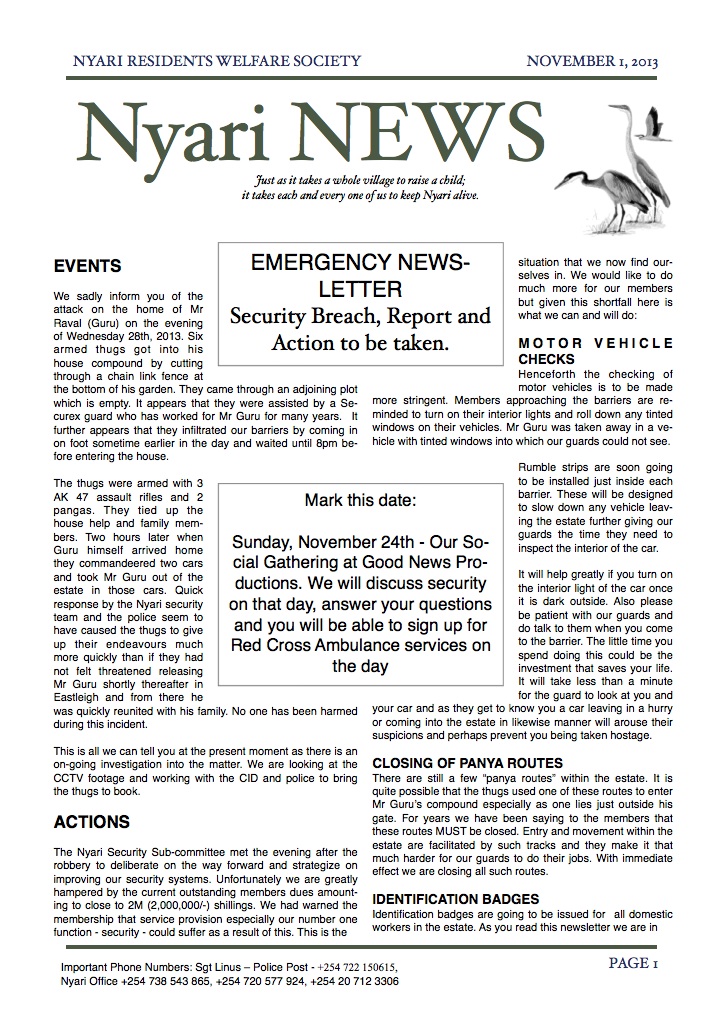 NYARI RESIDENTS WELFARE SOCIETY NOVEMBER 1, 2013
Nyari NEWS
Just as it takes a whole village to raise a child;
it takes each and every one of us to keep Nyari alive.
EMERGENCY NEWS-
LETTER
Security Breach, Report and
Action to be taken.
EVENTS
We sadly inform you of the
attack on the home of Mr
Raval (Guru) on the evening
of Wednesday 28th, 2013. Six
armed thugs got into his
house compound by cutting
through a chain link fence at
the bottom of his garden. They came through an adjoining plot
which is empty. It appears that they were assisted by a Se-
curex guard who has worked for Mr Guru for many years. It
further appears that they infiltrated our barriers by coming in
on foot sometime earlier in the day and waited until 8pm be-
fore entering the house.
The thugs were armed with 3
AK 47 assault rifles and 2
pangas. They tied up the
house help and family mem-
bers. Two hours later when
Guru himself arrived home
they commandeered two cars
and took Mr Guru out of the
estate in those cars. Quick
response by the Nyari security
team and the police seem to
have caused the thugs to give
up their endeavours much
more quickly than if they had
not felt threatened releasing
Mr Guru shortly thereafter in
Eastleigh and from there he
was quickly reunited with his family. No one has been harmed
during this incident.
This is all we can tell you at the present moment as there is an
on-going investigation into the matter. We are looking at the
CCTV footage and working with the CID and police to bring
the thugs to book.
ACTIONS
The Nyari Security Sub-committee met the evening after the
robbery to deliberate on the way forward and strategize on
improving our security systems. Unfortunately we are greatly
hampered by the current outstanding members dues amount-
ing to close to 2M (2,000,000/-) shillings. We had warned the
membership that service provision especially our number one
function - security - could suffer as a result of this. This is the
Mark this date:
Sunday, November 24th - Our So-
cial Gathering at Good News Pro-
ductions. We will discuss security
on that day, answer your questions
and you will be able to sign up for
Red Cross Ambulance services on
the day
situation that we now find our-
selves in. We would like to do
much more for our members
but given this shortfall here is
what we can and will do:
MOTOR VEHICLE
CHECKS
Henceforth the checking of
motor vehicles is to be made
more stringent. Members approaching the barriers are re-
minded to turn on their interior lights and roll down any tinted
windows on their vehicles. Mr Guru was taken away in a ve-
hicle with tinted windows into which our guards could not see.
Rumble strips are soon going
to be installed just inside each
barrier. These will be designed
to slow down any vehicle leav-
ing the estate further giving our
guards the time they need to
inspect the interior of the car.
It will help greatly if you turn on
the interior light of the car once
it is dark outside. Also please
be patient with our guards and
do talk to them when you come
to the barrier. The little time you
spend doing this could be the
investment that saves your life.
It will take less than a minute
for the guard to look at you and
your car and as they get to know you a car leaving in a hurry
or coming into the estate in likewise manner will arouse their
suspicions and perhaps prevent you being taken hostage.
CLOSING OF PANYA ROUTES
There are still a few “panya routes” within the estate. It is
quite possible that the thugs used one of these routes to enter
Mr Guru's compound especially as one lies just outside his
gate. For years we have been saying to the members that
these routes MUST be closed. Entry and movement within the
estate are facilitated by such tracks and they make it that
much harder for our guards to do their jobs. With immediate
effect we are closing all such routes.
IDENTIFICATION BADGES
Identification badges are going to be issued for all domestic
workers in the estate. As you read this newsletter we are in
Important Phone Numbers: Sgt Linus – Police Post - +254 722 150615,
Nyari Office +254 738 543 865, +254 720 577 924, +254 20 712 3306
PAGE 1